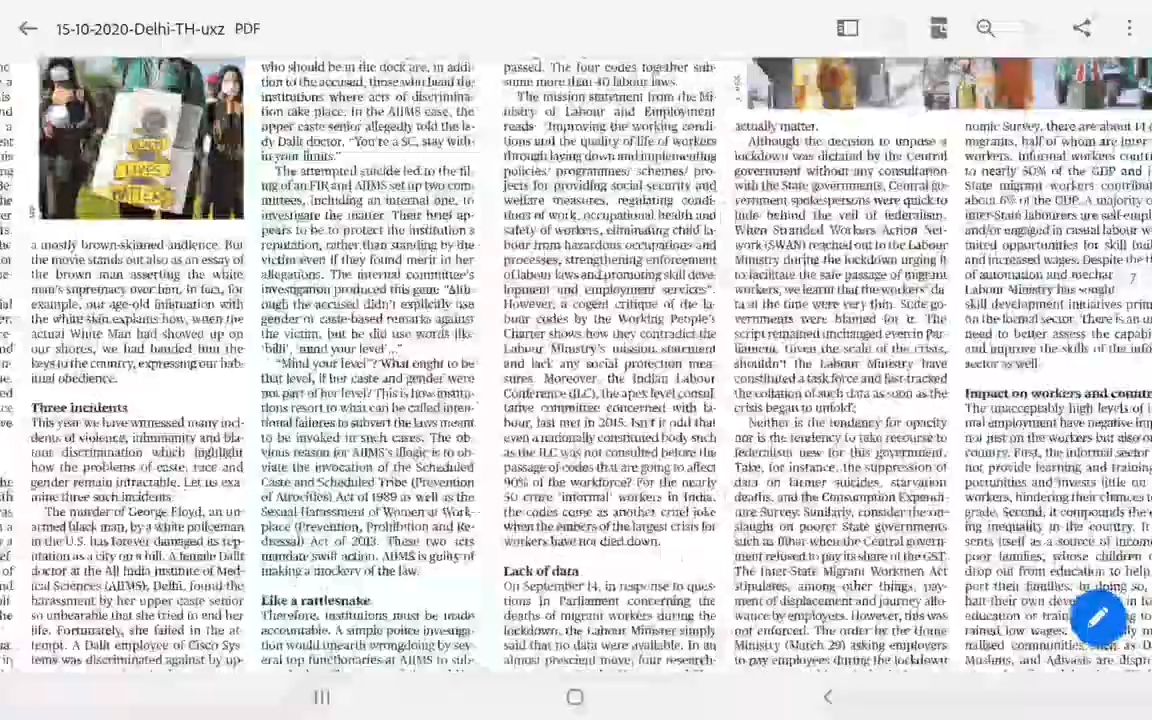 15-10-2020-Delhi-TH-uxz PDF
LIVES
MATTER
a mostly brown-skinned audience. But
the movie stands out also as an essay of
the brown man asserting the white
man's supremacy over him. In fact, for
example, our age-old infatuation with
the white skin explains how, when the
actual White Man had showed up on
our shores, we had handed him the
keys to the country, expressing our hab-
itual obedience.
Three incidents
This year we have witnessed many inci-
dents of violence, inhumanity and bla-
tant discrimination which highlight
how the problems of caste, race and
gender remain intractable. Let us exa-
mine three such incidents.
The murder of George Floyd, an un-
armed black man, by a white policeman
in the U.S. has forever damaged its rep-
utation as a city on a hill. A female Dalit
doctor at the All India Institute of Med-
ical Sciences (AIIMS), Delhi, found the
harassment by her upper caste senior
so unbearable that she tried to end her
life. Fortunately, she failed in the at-
tempt. A Dalit employee of Cisco Sys-
tems was discriminated against by up-
who should be in the dock are, in addi-
tion to the accused, those who head the
institutions where acts of discrimina-
tion take place. In the AIIMS case, the
upper caste senior allegedly told the la-
dy Dalit doctor, "You're a SC, stay with-
in your limits."
The attempted suicide led to the fil-
ing of an FIR and AIIMS set up two com-
mittees, including an internal one, to
investigate the matter. Their brief ap-
pears to be to protect the institution's
reputation, rather than standing by the
victim even if they found merit in her
allegations. The internal committee's
investigation produced this gem: "Alth-
ough the accused didn't explicitly use
gender or caste-based remarks against
the victim, but he did use words like
'billi', 'mind your level'..."
"Mind your level"? What ought to be
that level, if her caste and gender were
not part of her level? This is how institu-
tions resort to what can be called inten-
tional failures to subvert the laws meant
to be invoked in such cases. The ob-
vious reason for AIIMS's illogic is to ob-
viate the invocation of the Scheduled
Caste and Scheduled Tribe (Prevention
of Atrocities) Act of 1989 as well as the
Sexual Harassment of Women at Work-
place (Prevention, Prohibition and Re-
dressal) Act of 2013. These two acts
mandate swift action. AIIMS is guilty of
making a mockery of the law.
Like a rattlesnake
Therefore, institutions must be made
accountable. A simple police investiga-
tion would unearth wrongdoing by sev-
eral top functionaries at AIIMS to sub-
passed. The four codes together sub-
sume more than 40 labour laws.
The mission statement from the Mi-
nistry of Labour and Employment
reads: "Improving the working condi-
tions and the quality of life of workers
through laying down and implementing
policies/ programmes/ schemes/ pro-
jects for providing social security and
welfare measures, regulating condi-
tions of work, occupational health and
safety of workers, eliminating child la-
bour from hazardous occupations and
processes, strengthening enforcement
of labour laws and promoting skill deve-
lopment and employment services".
However, a cogent critique of the la-
bour codes by the Working People's
Charter shows how they contradict the
Labour Ministry's mission statement
and lack any social protection mea-
sures. Moreover, the Indian Labour
Conference (ILC), the apex level consul-
tative committee concerned with la-
bour, last met in 2015. Isn't it odd that
even a nationally constituted body such
as the ILC was not consulted before the
passage of codes that are going to affect
90% of the workforce? For the nearly
50 crore 'informal' workers in India,
the codes come as another cruel joke
when the embers of the largest crisis for
workers have not died down.
Lack of data
On September 14, in response to ques-
tions in Parliament concerning the
deaths of migrant workers during the
lockdown, the Labour Minister simply
said that no data were available. In an
almost prescient move, four research-
actually matter.
Although the decision to impose a
lockdown was dictated by the Central
government without any consultation
with the State governments, Central go-
vernment spokespersons were quick to
hide behind the veil of federalism.
When Stranded Workers Action Net-
work (SWAN) reached out to the Labour
Ministry during the lockdown urging it
to facilitate the safe passage of migrant
workers, we learnt that the workers' da-
ta at the time were very thin. State go-
vernments were blamed for it. The
script remained unchanged even in Par-
liament. Given the scale of the crisis,
shouldn't the Labour Ministry have
constituted a task force and fast-tracked
the collation of such data as soon as the
crisis began to unfold?
Neither is the tendency for opacity
nor is the tendency to take recourse to
federalism new for this government.
Take, for instance, the suppression of
data on farmer suicides, starvation
deaths, and the Consumption Expendi-
ture Survey. Similarly, consider the on-
slaught on poorer State governments
such as Bihar when the Central govern-
ment refused to pay its share of the GST.
The Inter-State Migrant Workmen Act
stipulates, among other things, pay-
ment of displacement and journey allo-
wance by employers. However, this was
not enforced. The order by the Home
Ministry (March 29) asking employers
to pay employees during the lockdown
nomic Survey, there are about 14
migrants, half of whom are inter
workers. Informal workers contri
to nearly 50% of the GDP and
State migrant workers contribut
about 6% of the GDP. A majority o
inter-State labourers are self-empl
and/or engaged in casual labour w
mited opportunities for skill buil
and increased wages. Despite the
of automation and mechan
Labour Ministry has sought
7
skill development initiatives prim
on the formal sector. There is an u
need to better assess the capabi
and improve the skills of the info
sector as well.
Impact on workers and countr
The unacceptably high levels of i
mal employment have negative imp
not just on the workers but also o
country. First, the informal sector
not provide learning and training
portunities and invests little on
workers, hindering their chances t
grade. Second, it compounds the e
ing inequality in the country. It
sents itself as a source of income
poor families, whose children
drop out from education to help
port their families. In doing so,
halt their own deve
education or train
rained low wages.
nalised communities, such as D
Muslims, and Adivasis are dispr